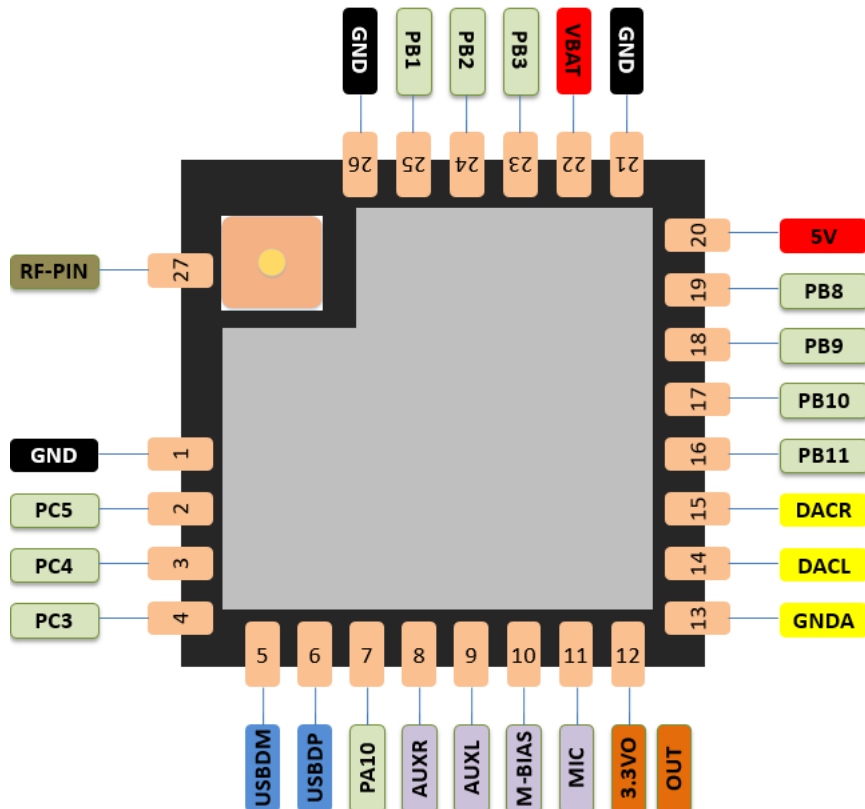 GND
PB1
PB2
PB3
VBAT
GND
26
25
24
23
22
21
RF-PIN
27
20
5V
19
PB8
18
PB9
17
PB10
GND
1
16
PB11
PC5
2
15
DACR
PC4
3
14
DACL
PC3
4
13
GNDA
5
6
7
8
9
10
11
12
USBDM
USBDP
PA10
AUXR
AUXL
M-BIAS
MIC
3.3VO
OUT